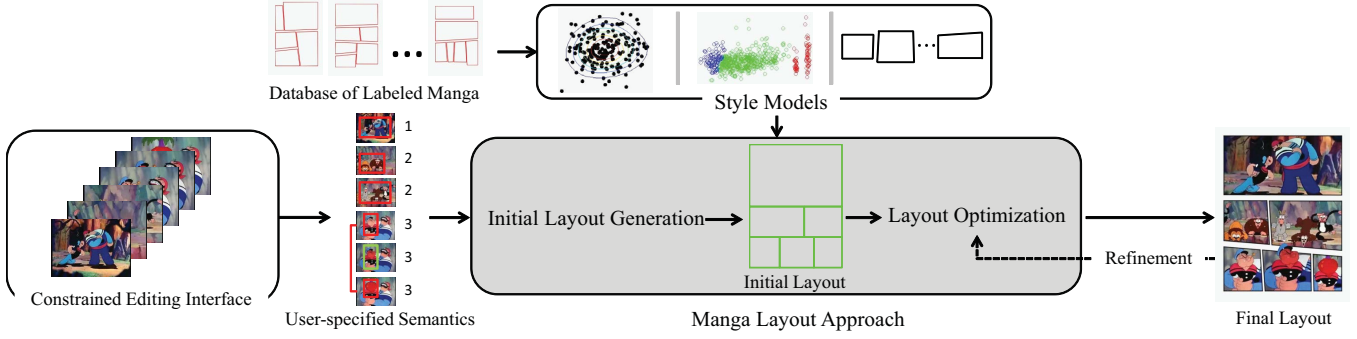 Database of Labeled Manga
Style Models
1
2
2
3
3
3
Constrained Editing Interface
User-specified Semantics
Initial Layout Generation
Initial Layout
Layout Optimization
Manga Layout Approach
Refinement
Final Layout